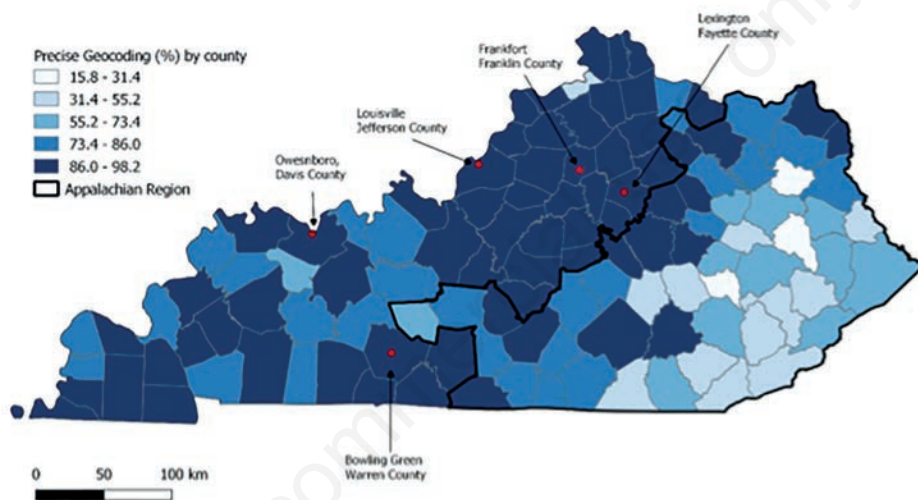 Lexington
Fayette County
Frankfort
Franklin County
Precise Geocoding (%) by county
15.8 - 31.4
31.4 - 55.2
55.2 - 73.4
73.4 - 86.0
86.0 - 98.2
Appalachian Region
Louisville
Jefferson County
Owesnboro,
Davis County
Bowling Green
Warren County
0 50 100 km